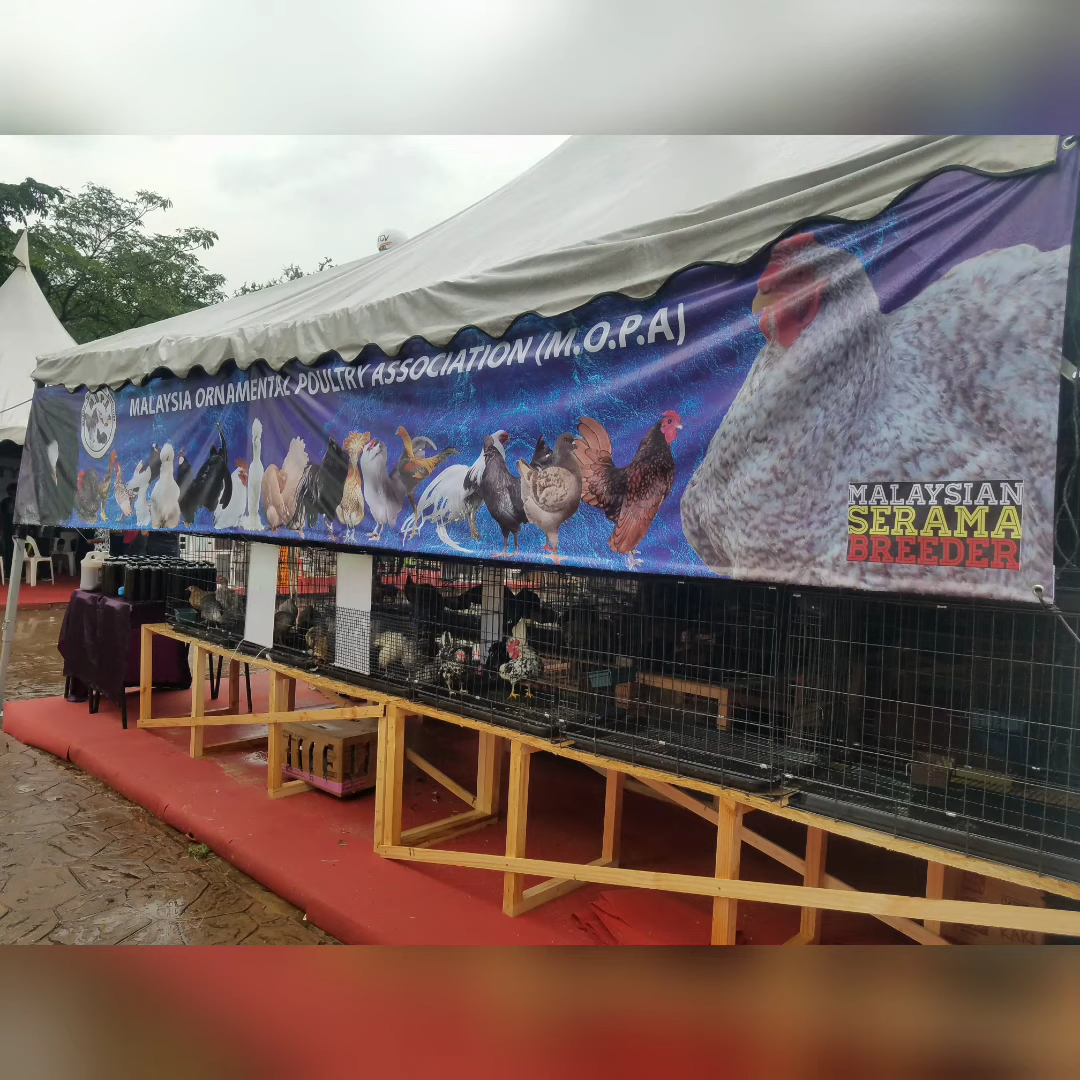 MALAYSIA ORNAMENTAL POULTRY ASSOCIATION (M.O.P.A)
MALAYSIAN
SERAMA
BREEDER